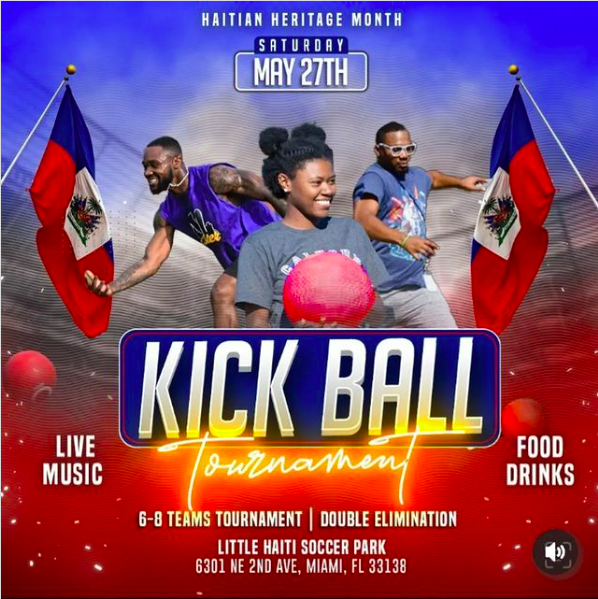 HAITIAN HERITAGE MONTH
SATURDAY
MAY 27TH
KICK BALL
Tournament
LIVE
MUSIC
FOOD
DRINKS
6-8 TEAMS TOURNAMENT | DOUBLE ELIMINATION
LITTLE HAITI SOCCER PARK
6301 NE 2ND AVE, MIAMI, FL 33138